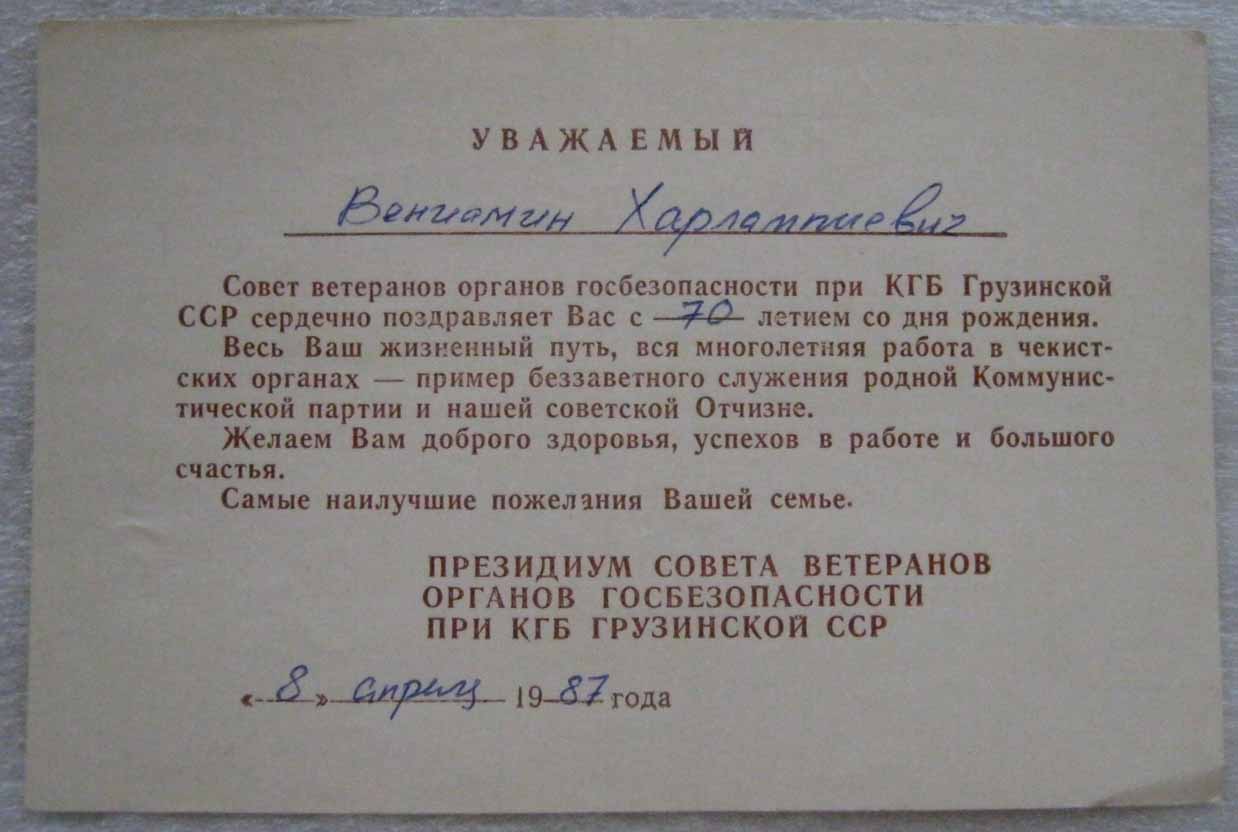 УВАЖАЕМЫЙ
Вениамин Харлампиевич
Совет ветеранов органов госбезопасности при КГБ Грузинской
ССР сердечно поздравляет Вас с 70 летием со дня рождения.
Весь Ваш жизненный путь, вся многолетняя работа в чекист-
ских органах — пример беззаветного служения родной Коммунис-
тической партии и нашей советской Отчизне.
Желаем Вам доброго здоровья, успехов в работе и большого
счастья.
Самые наилучшие пожелания Вашей семье.
ПРЕЗИДИУМ СОВЕТА ВЕТЕРАНОВ
ОРГАНОВ ГОСБЕЗОПАСНОСТИ
ПРИ КГБ ГРУЗИНСКОЙ ССР
«8» апреля 1987 года